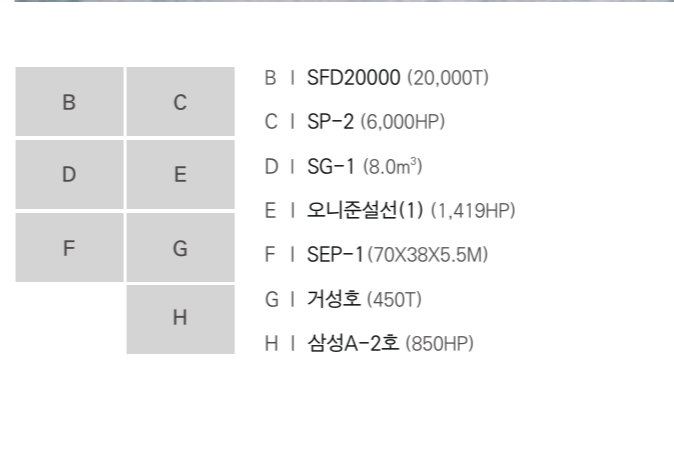 B C
D E
F G
H
B | SFD20000 (20,000T)
C | SP-2 (6,000HP)
D | SG-1 (8.0m³)
E | 오니준설선(1) (1,419HP)
F | SEP-1(70X38X5.5M)
G | 거성호 (450T)
H | 삼성A-2호 (850HP)